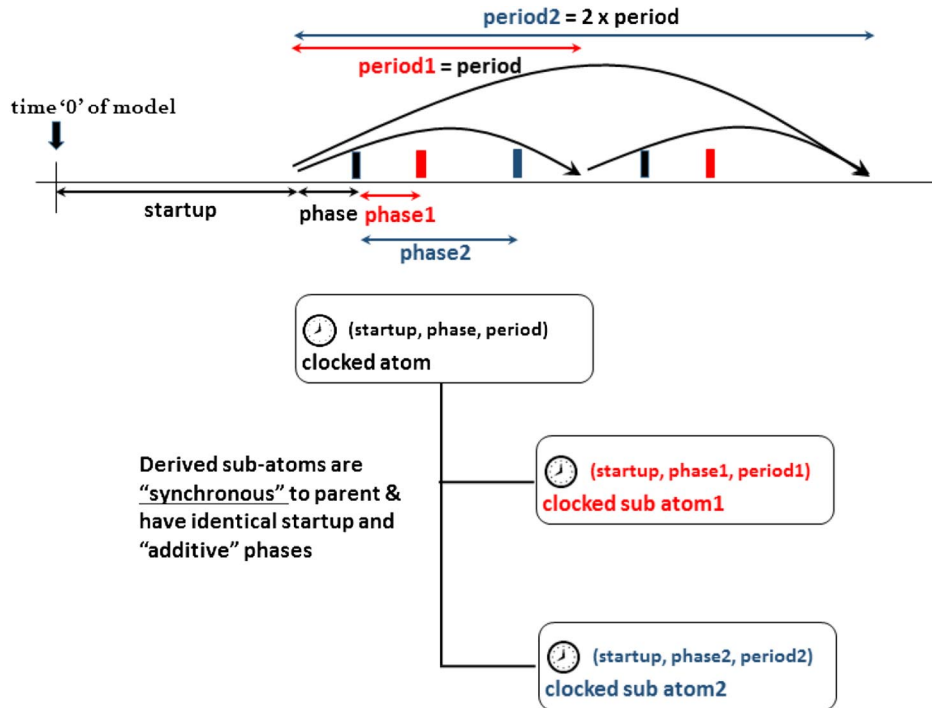 period2 = 2 x period
period1 = period
time ‘0’ of model
startup
phase
phase1
phase2
(startup, phase, period)
clocked atom
Derived sub-atoms are
“synchronous” to parent &
have identical startup and
“additive” phases
(startup, phase1, period1)
clocked sub atom1
(startup, phase2, period2)
clocked sub atom2